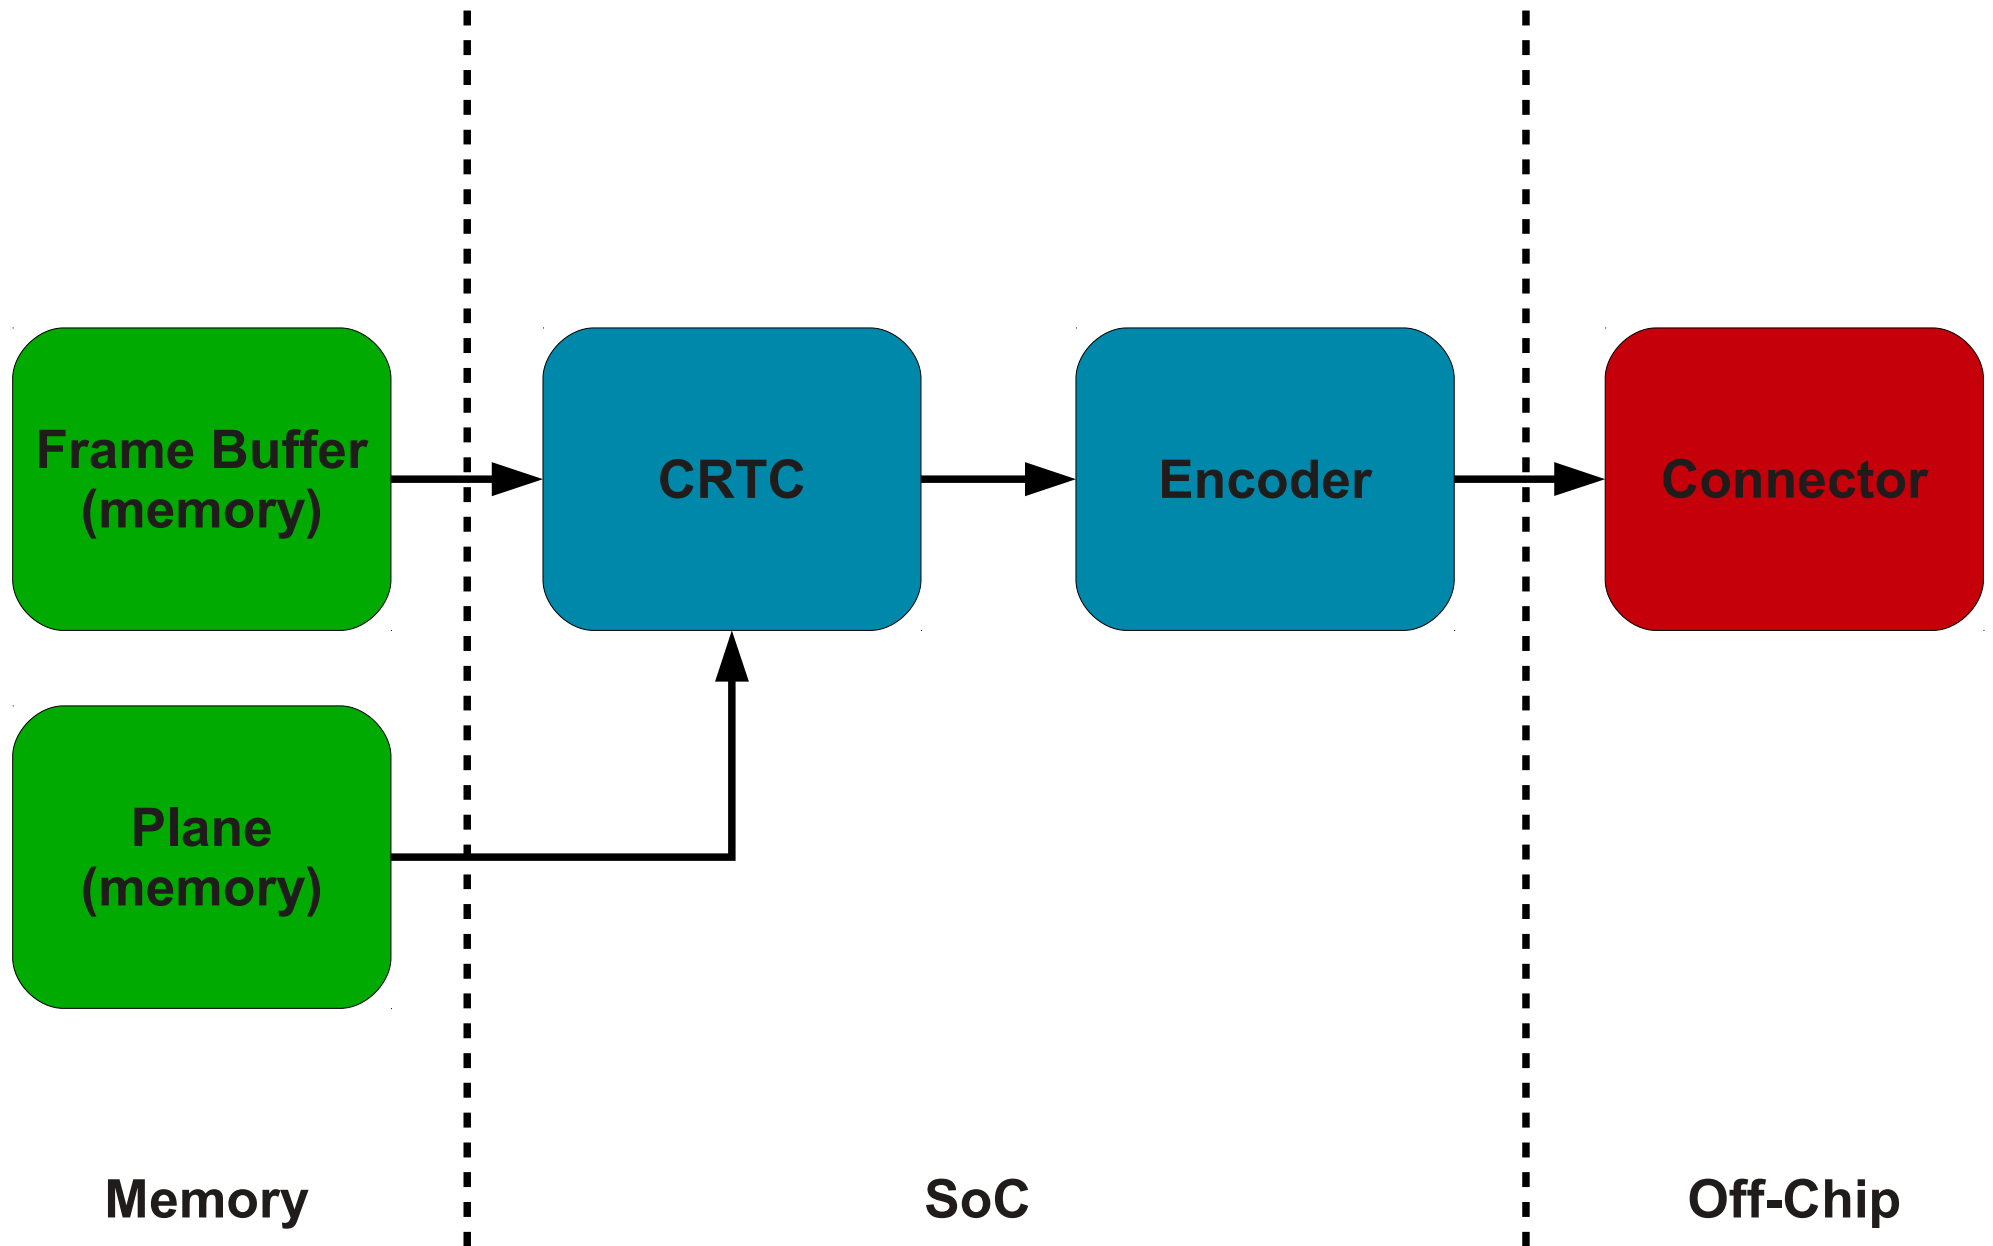 Frame Buffer
(memory)
CRTC
Encoder
Connector
Plane
(memory)
Memory
SoC
Off-Chip